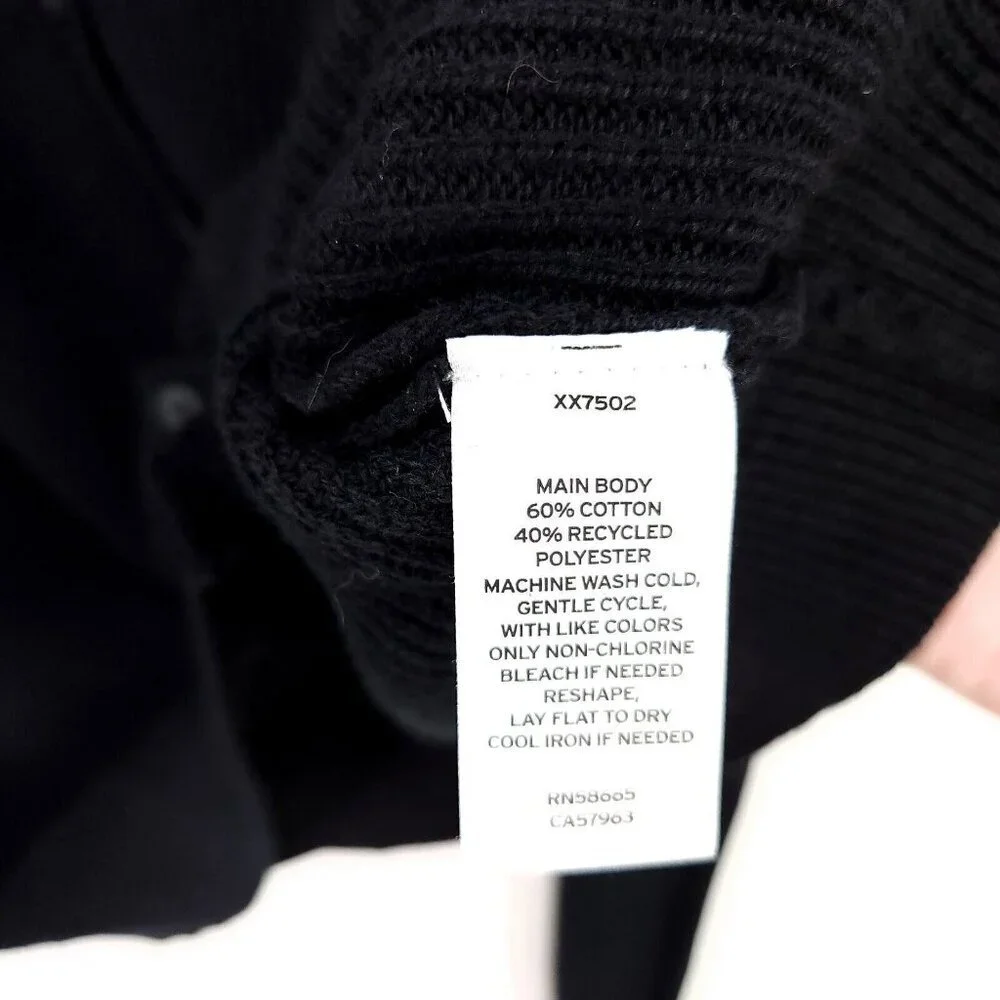 XX7502
MAIN BODY
60% COTTON
40% RECYCLED
POLYESTER
MACHINE WASH COLD,
GENTLE CYCLE,
WITH LIKE COLORS
ONLY NON-CHLORINE
BLEACH IF NEEDED
RESHAPE,
LAY FLAT TO DRY
COOL IRON IF NEEDED
CA57963